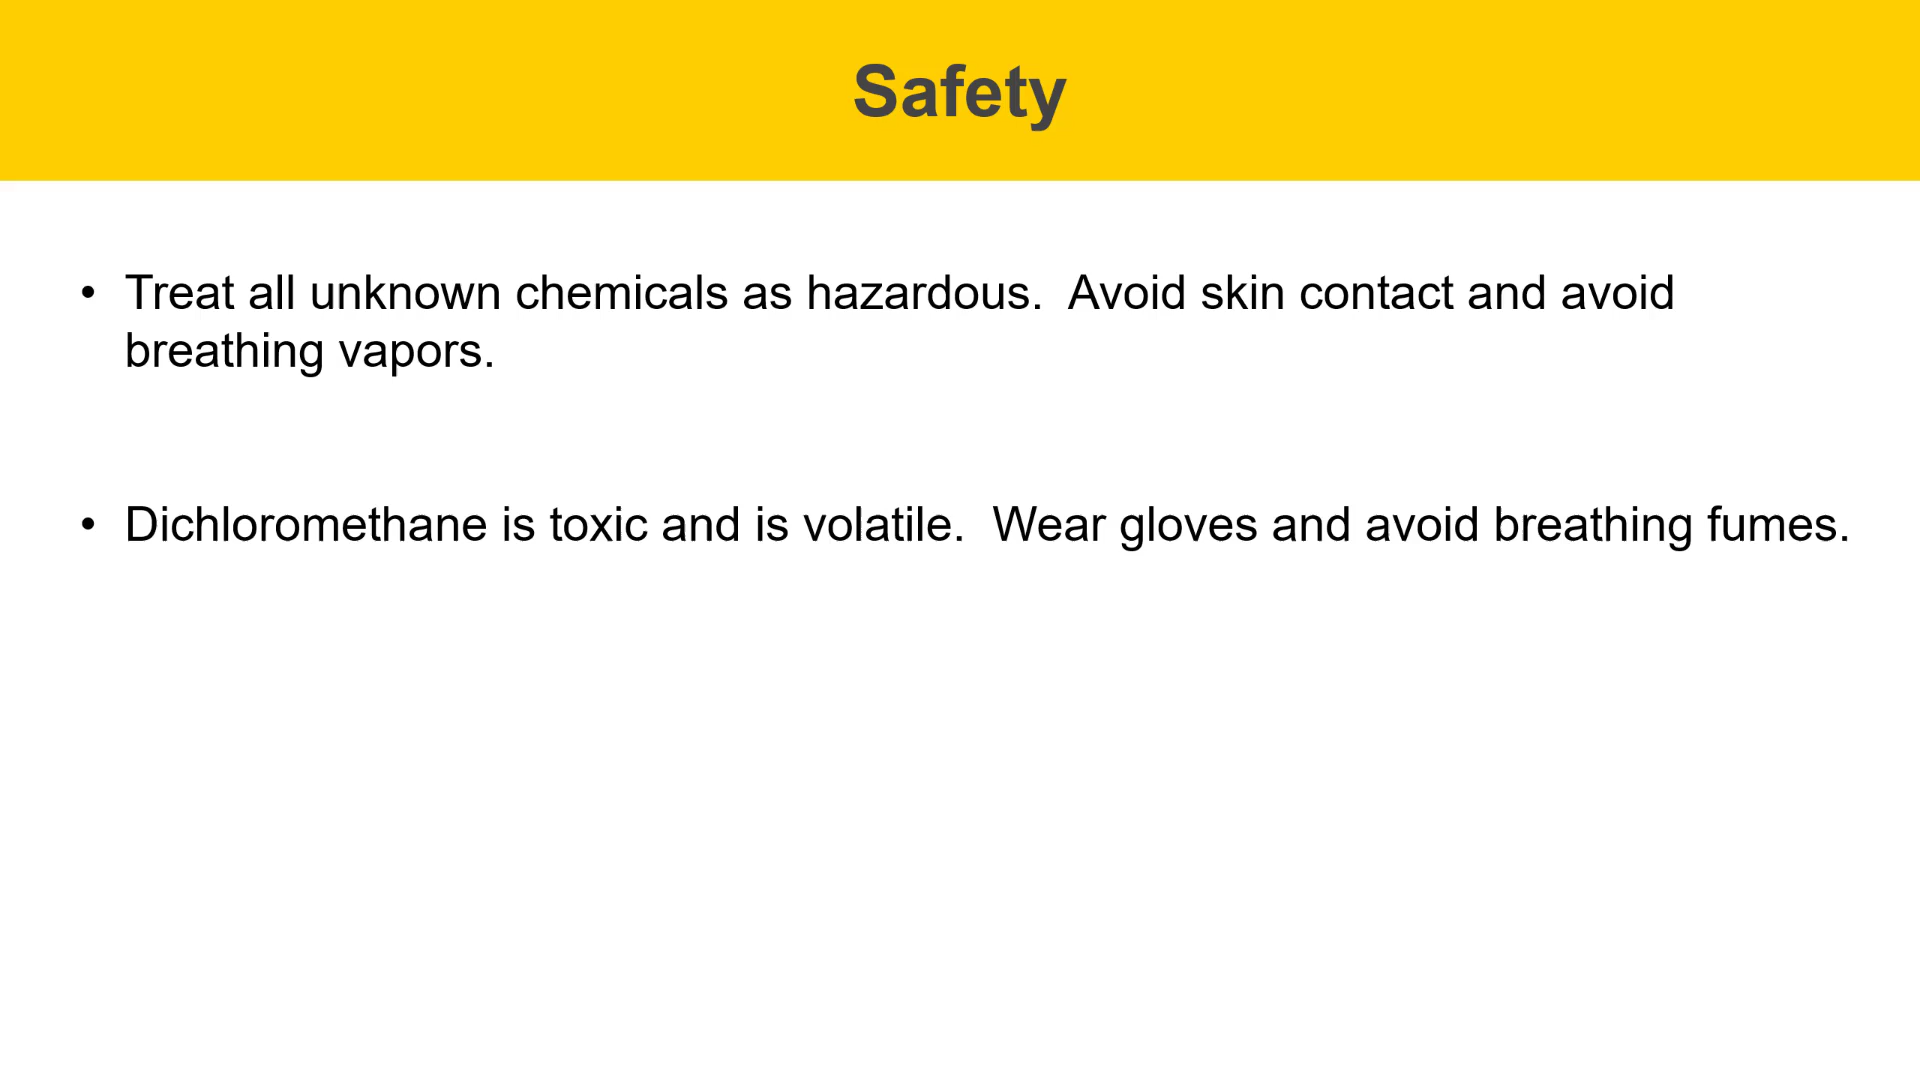 Safety
• Treat all unknown chemicals as hazardous.  Avoid skin contact and avoid
breathing vapors.
• Dichloromethane is toxic and is volatile.  Wear gloves and avoid breathing fumes.